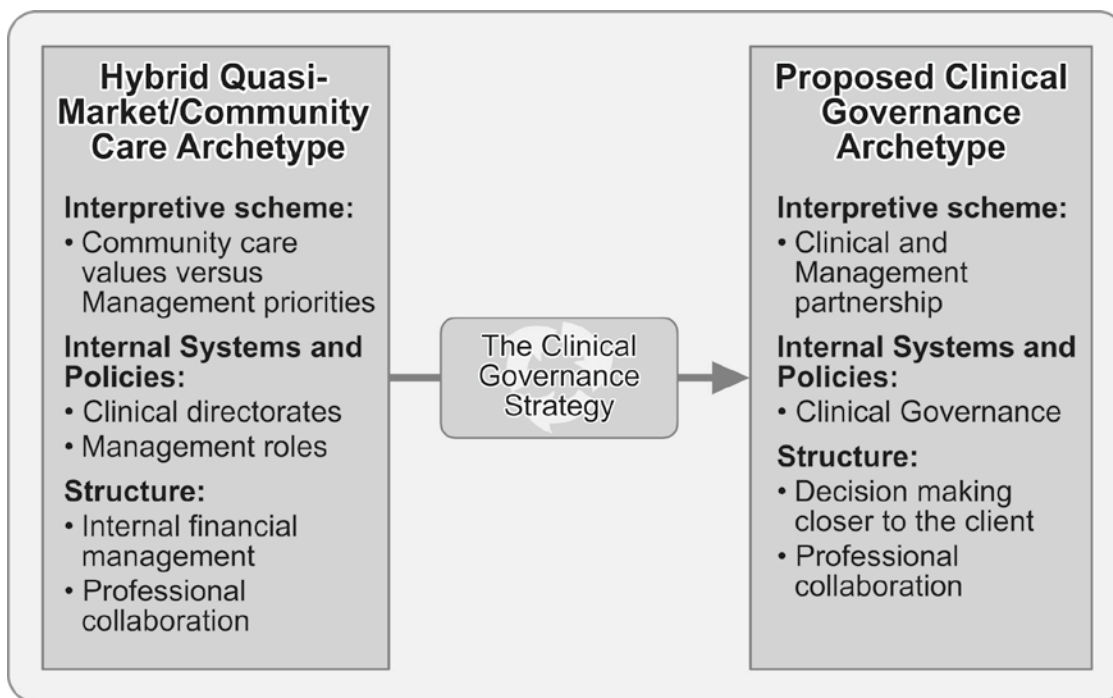 Hybrid Quasi-
Market/Community
Care Archetype
Interpretive scheme:
• Community care
values versus
Management priorities
Internal Systems and
Policies:
• Clinical directorates
• Management roles
Structure:
• Internal financial
management
• Professional
collaboration
The Clinical
Governance
Strategy
Proposed Clinical
Governance
Archetype
Interpretive scheme:
• Clinical and
Management
partnership
Internal Systems and
Policies:
• Clinical Governance
Structure:
• Decision making
closer to the client
• Professional
collaboration